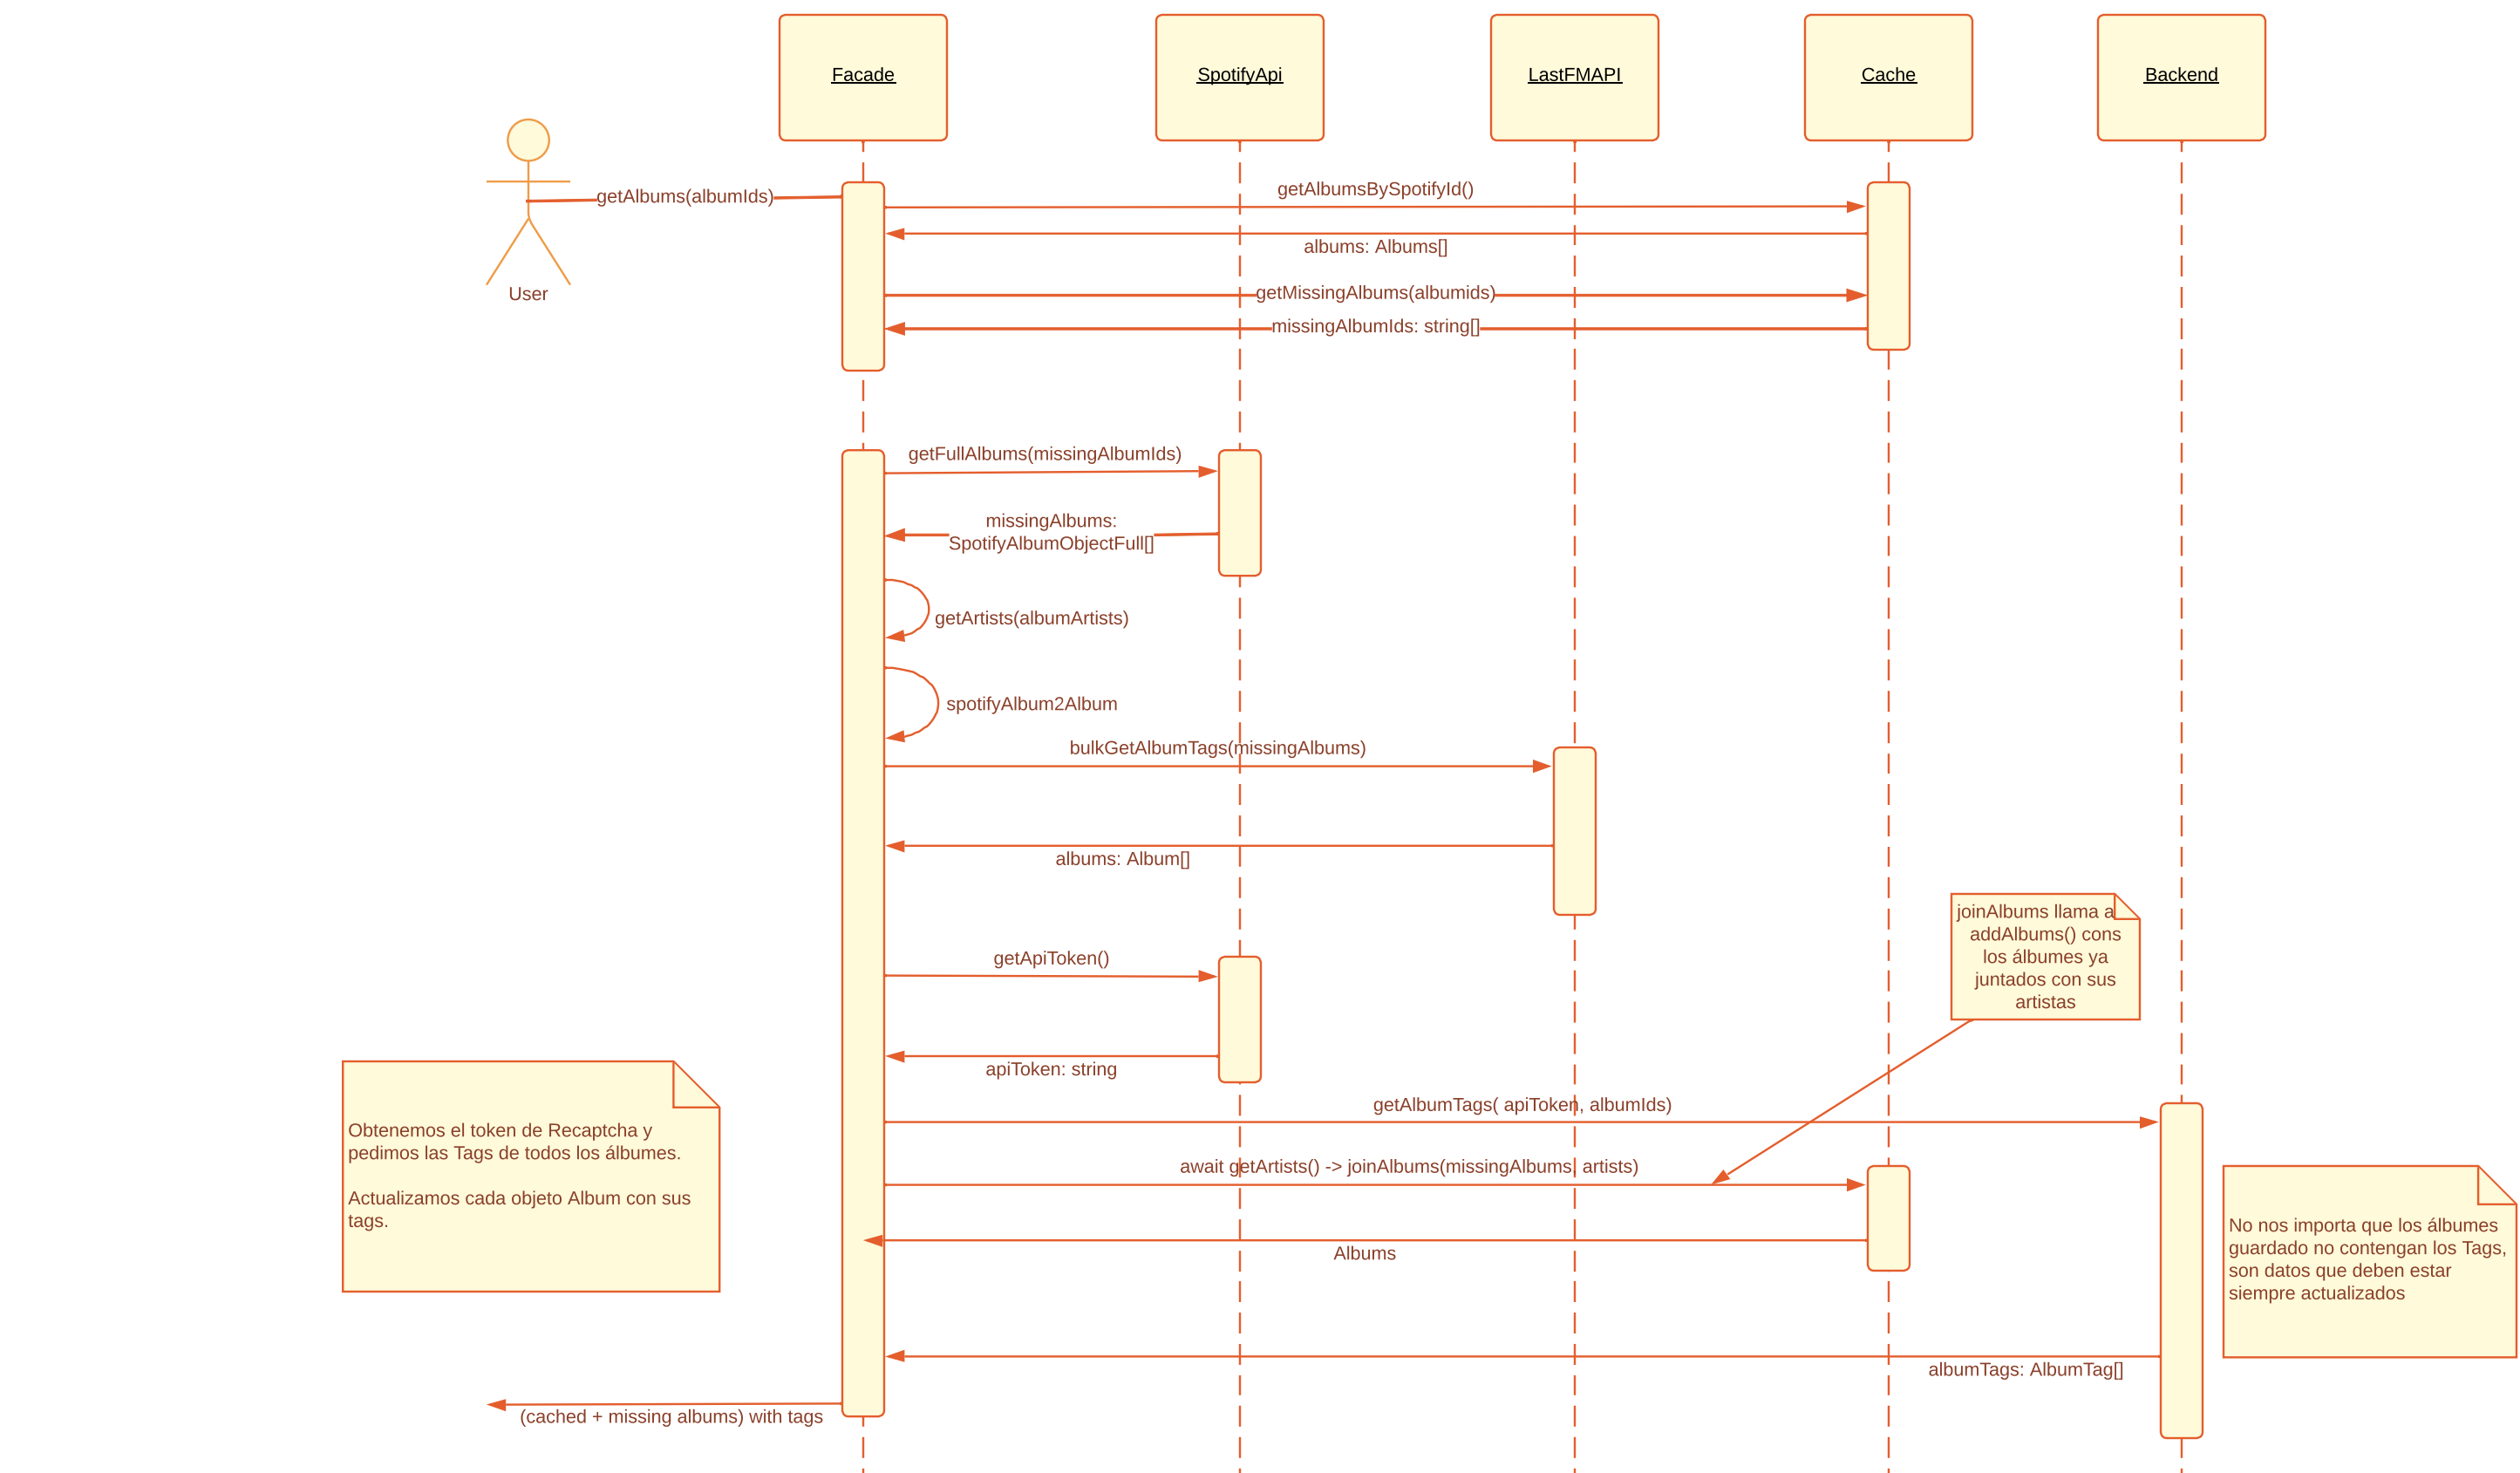 Facade
SpotifyApi
LastFMAPI
Cache
Backend
getAlbums(albumIds)
getAlbumsBySpotifyId()
albums: Albums[]
User
getMissingAlbums(albumids)
missingAlbumIds: string[]
getFullAlbums(missingAlbumIds)
missingAlbums:
SpotifyAlbumObjectFull[]
getArtists(albumArtists)
spotifyAlbum2Album
bulkGetAlbumTags(missingAlbums)
albums: Album[]
joinAlbums llama a
addAlbums() cons
los álbumes ya
juntados con sus
artistas
getApiToken()
apiToken: string
getAlbumTags( apiToken, albumIds)
Obtenemos el token de Recaptcha y
pedimos las Tags de todos los álbumes.
Actualizamos cada objeto Album con sus
tags.
await getArtists() -> joinAlbums(missingAlbums, artists)
Albums
No nos importa que los álbumes
guardado no contengan los Tags,
son datos que deben estar
siempre actualizados
albumTags: AlbumTag[]
(cached + missing albums) with tags